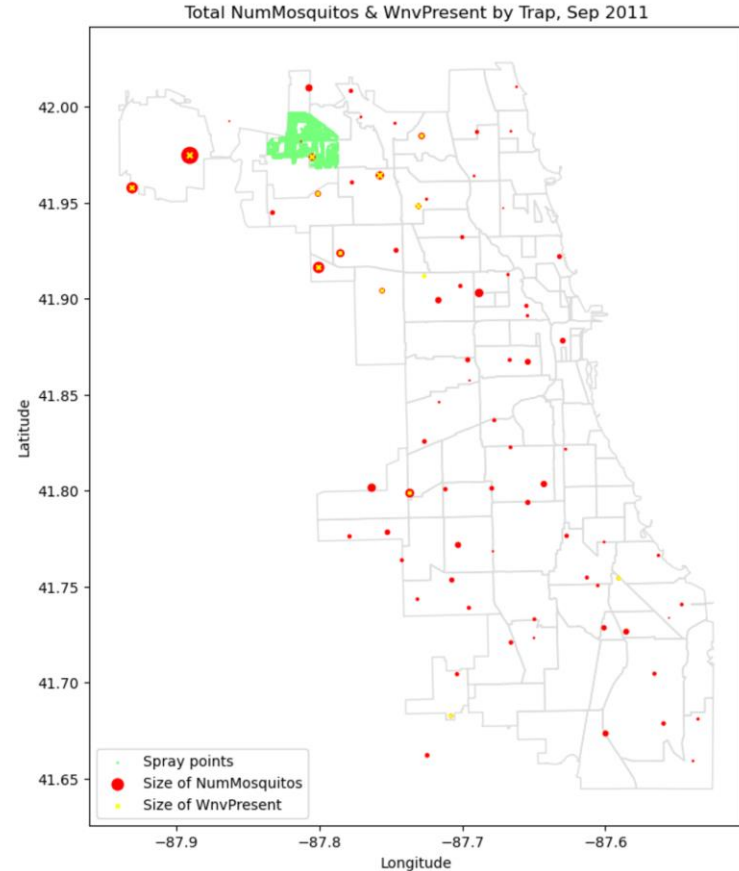 Total NumMosquitos & WnvPresent by Trap, Sep 2011
42.00
41.95
41.90
41.85
41.80
41.75
41.70
41.65
Latitude
Spray points
Size of NumMosquitos
Size of WnvPresent
−87.9
−87.8
−87.7
−87.6
Longitude